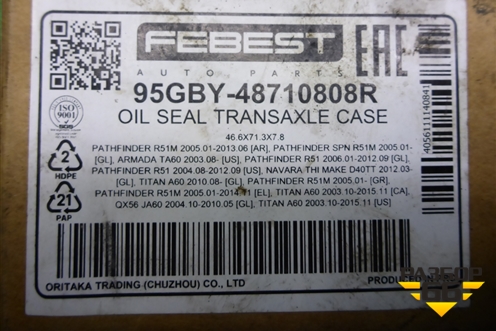 FEBEST
AUTO PARTS
EAC
95GBY-48710808R
OIL SEAL TRANSAXLE CASE
46.6X71.3X7.8
ISO
9001
SGS
PATHFINDER R51M 2005.01-2013.06 [AR], PATHFINDER SPN R51M 2005.01-
[GL], ARMADA TA60 2003.08- [US], PATHFINDER R51 2006.01-2012.09 [GL],
PATHFINDER R51 2004.08-2012.09 [US], NAVARA THI MAKE D40TT 2012.03-
[GL], TITAN A60 2010.08- [GL], PATHFINDER R51M 2005.01- [GR],
PATHFINDER R51M 2005.01-2014.11 [EL], TITAN A60 2003.10-2015.11 [CA],
QX56 JA60 2004.10-2010.05 [GL], TITAN A60 2003.10-2015.11 [US]
2
HDPE
21
PAP
4056111140841
ORITAKA TRADING (CHUZHOU) CO., LTD
PRODUCED IN
РАЗБОР
68